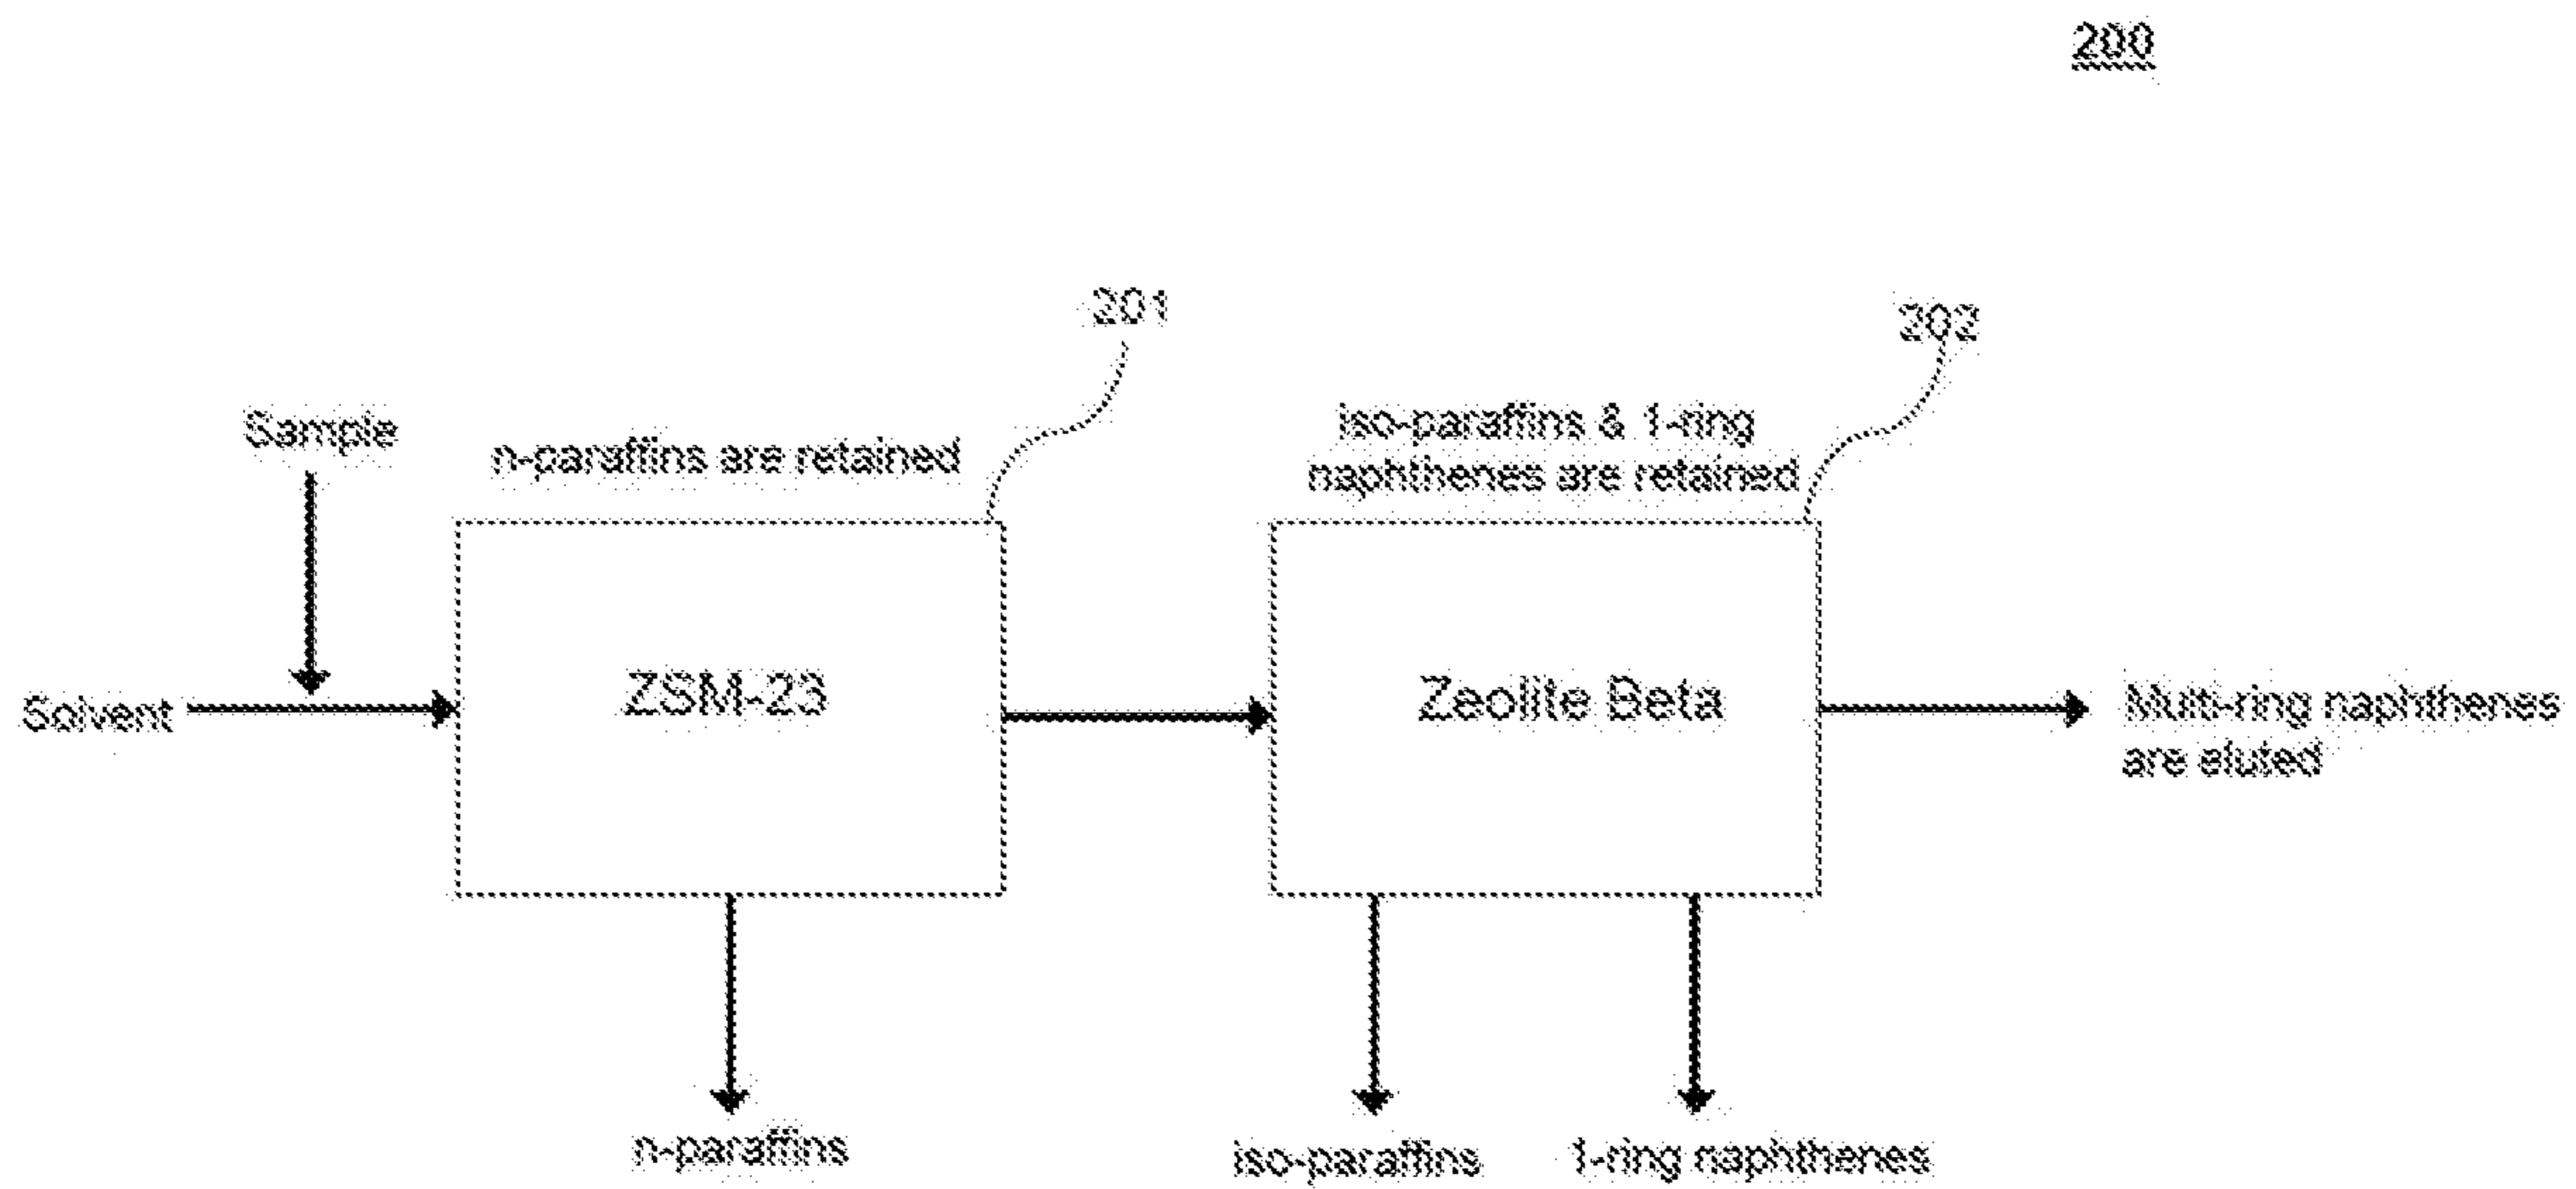 200
201
202
Sample
n-paraffins are retained
iso-paraffins & 1-ring
naphthenes are retained
Solvent
ZSM-23
Zeolite Beta
Multi-ring naphthenes
are eluted
n-paraffins
iso-paraffins
1-ring naphthenes